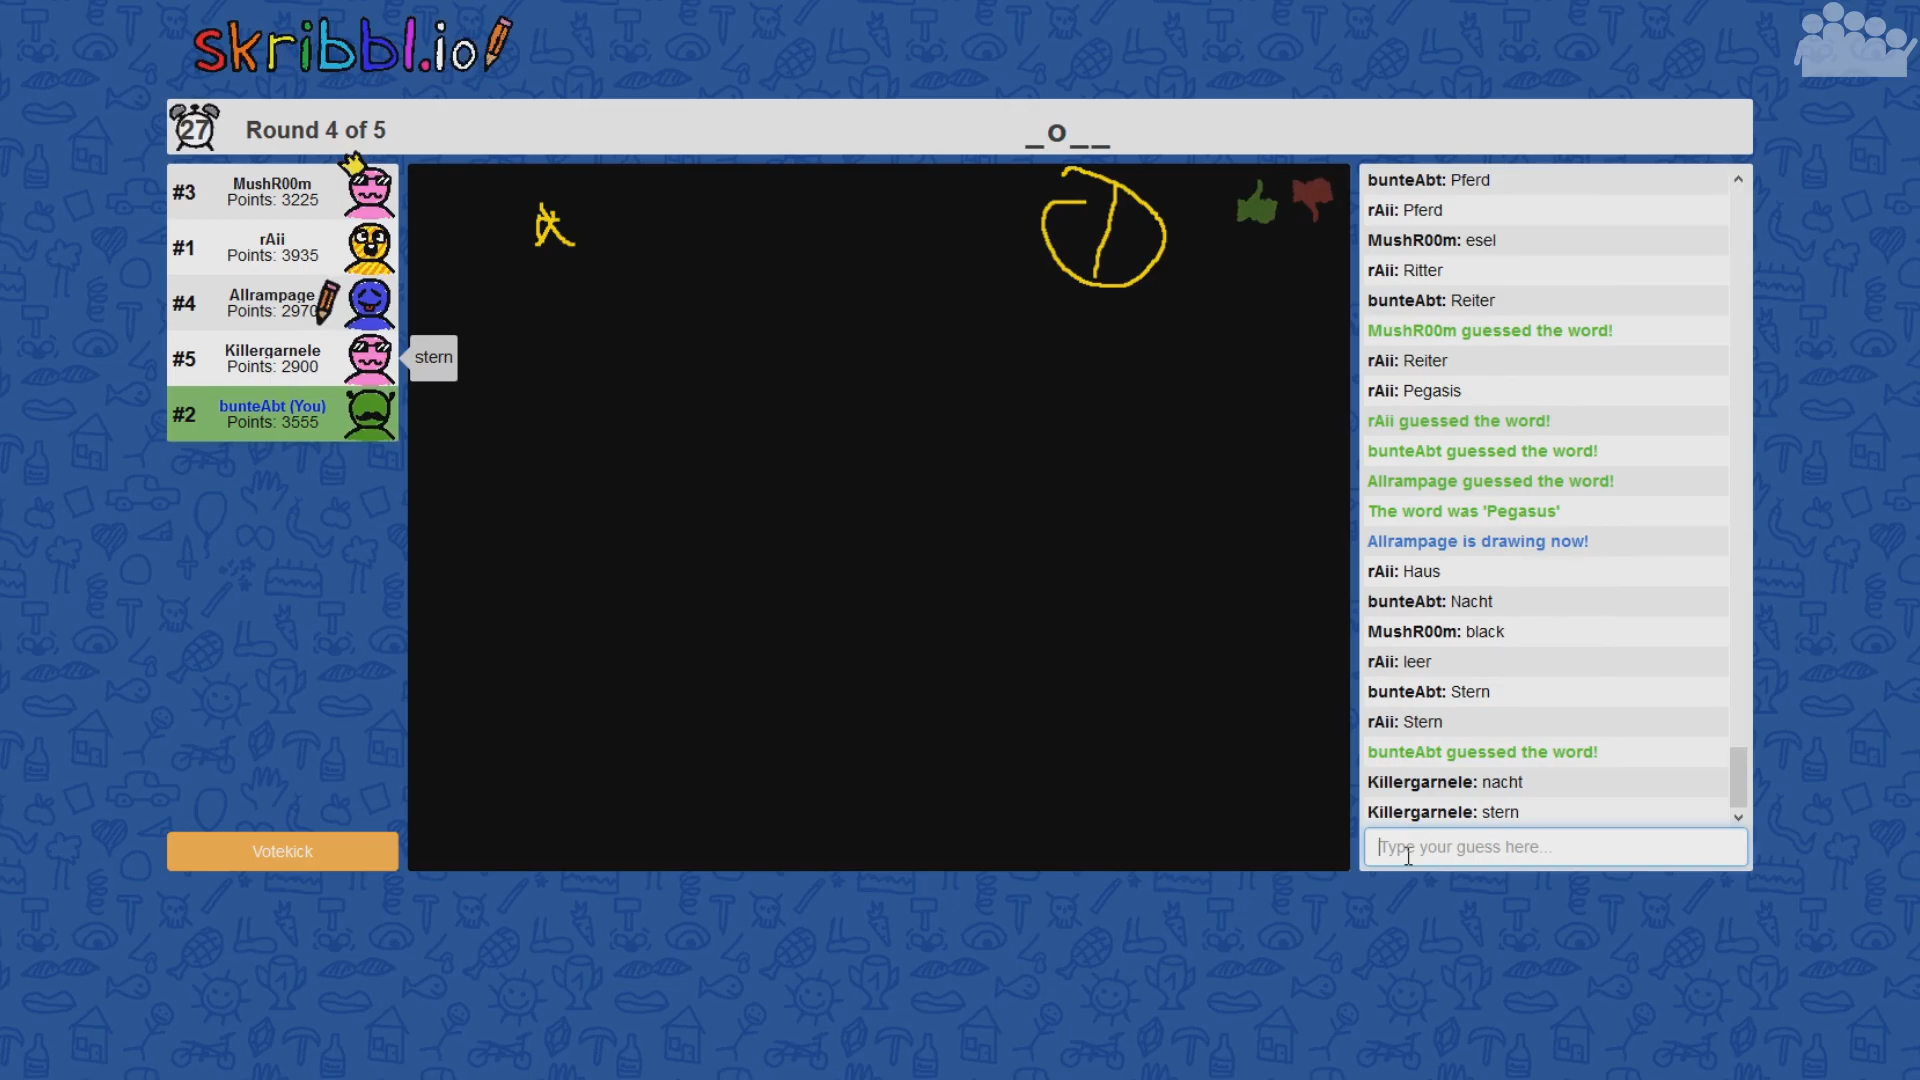 skribbl.io
27
Round 4 of 5
_o__
#3
MushR00m
Points: 3225
#1
rAii
Points: 3935
#4
Allrampage
Points: 2970
#5
Killergarnele
Points: 2900
stern
#2
bunteAbt (You)
Points: 3555
Votekick
bunteAbt: Pferd
rAii: Pferd
MushR00m: esel
rAii: Ritter
bunteAbt: Reiter
MushR00m guessed the word!
rAii: Reiter
rAii: Pegasis
rAii guessed the word!
bunteAbt guessed the word!
Allrampage guessed the word!
The word was 'Pegasus'
Allrampage is drawing now!
rAii: Haus
bunteAbt: Nacht
MushR00m: black
rAii: leer
bunteAbt: Stern
rAii: Stern
bunteAbt guessed the word!
Killergarnele: nacht
Killergarnele: stern
Type your guess here...